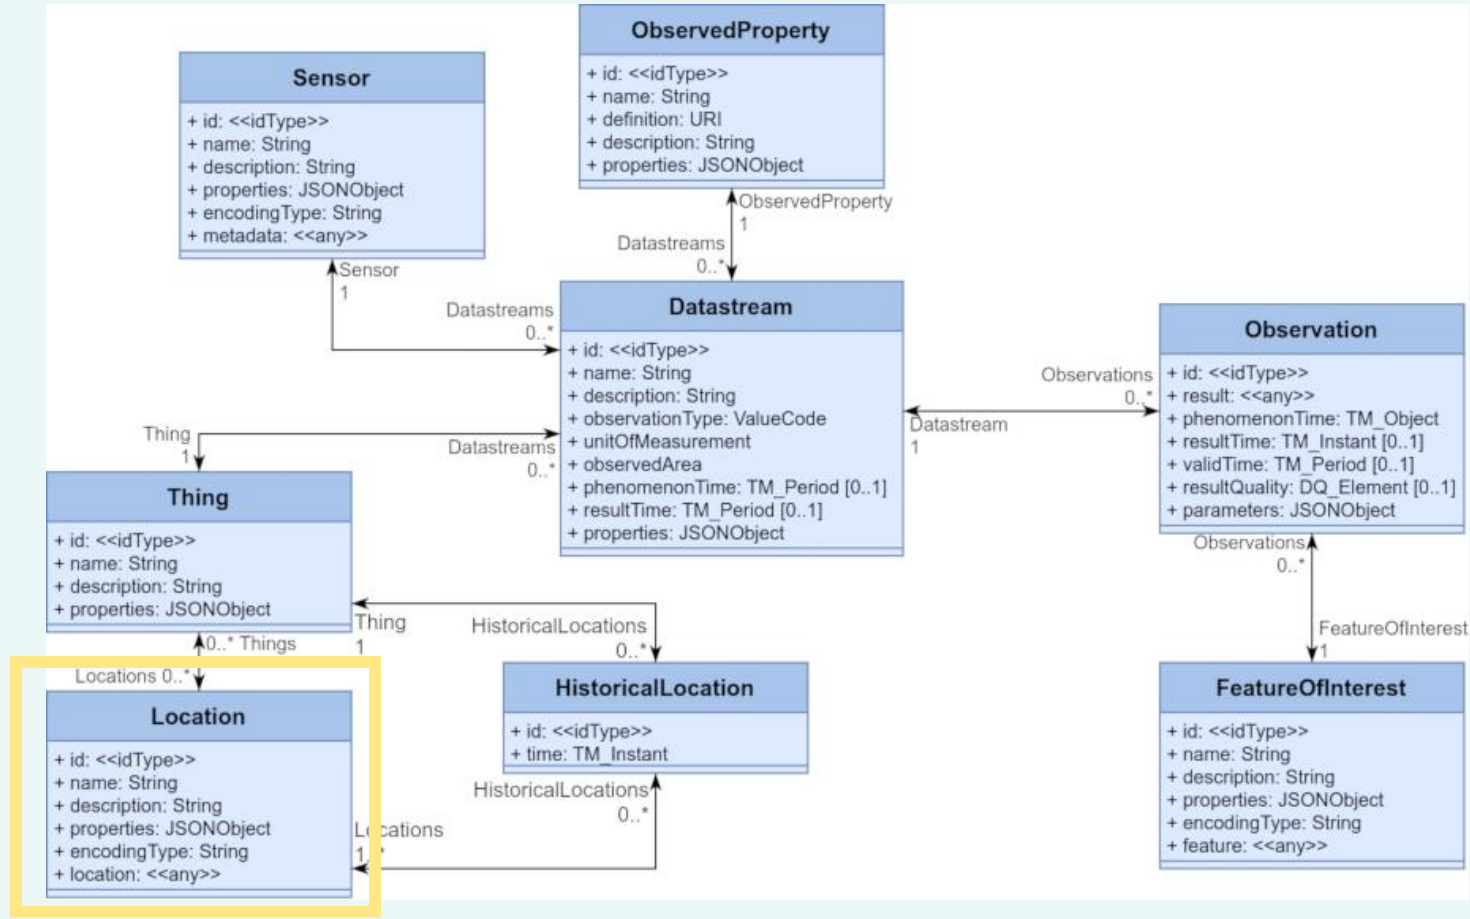 ObservedProperty
+ id: <<idType>>
+ name: String
+ definition: URI
+ description: String
+ properties: JSONObject
Sensor
+ id: <<idType>>
+ name: String
+ description: String
+ properties: JSONObject
+ encodingType: String
+ metadata: <<any>>
ObservedProperty
1
Datastreams
0..*
Sensor
1
Datastreams
0..*
Datastream
+ id: <<idType>>
+ name: String
+ description: String
+ observationType: ValueCode
+ unitOfMeasurement
+ observedArea
+ phenomenonTime: TM_Period [0..1]
+ resultTime: TM_Period [0..1]
+ properties: JSONObject
Observations
0..*
Datastream
1
Observation
+ id: <<idType>>
+ result: <<any>>
+ phenomenonTime: TM_Object
+ resultTime: TM_Instant [0..1]
+ validTime: TM_Period [0..1]
+ resultQuality: DQ_Element [0..1]
+ parameters: JSONObject
Thing
1
Datastreams
0..*
Thing
+ id: <<idType>>
+ name: String
+ description: String
+ properties: JSONObject
Observations
0..*
FeatureOfInterest
1
Thing
1
HistoricalLocations
0..*
0..* Things
Locations 0..*
HistoricalLocation
+ id: <<idType>>
+ time: TM_Instant
HistoricalLocations
0..*
Location
+ id: <<idType>>
+ name: String
+ description: String
+ properties: JSONObject
+ encodingType: String
+ location: <<any>>
Locations
1..*
FeatureOfInterest
+ id: <<idType>>
+ name: String
+ description: String
+ properties: JSONObject
+ encodingType: String
+ feature: <<any>>